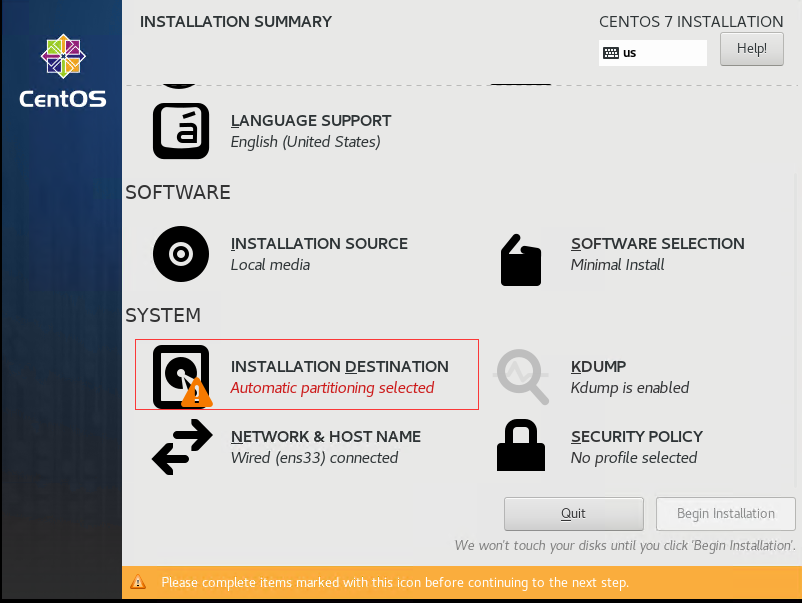 INSTALLATION SUMMARY
CENTOS 7 INSTALLATION
us
Help!
CentOS
á
LANGUAGE SUPPORT
English (United States)
SOFTWARE
INSTALLATION SOURCE
Local media
SOFTWARE SELECTION
Minimal Install
SYSTEM
INSTALLATION DESTINATION
Automatic partitioning selected
KDUMP
Kdump is enabled
NETWORK & HOST NAME
Wired (ens33) connected
SECURITY POLICY
No profile selected
Quit
Begin Installation
We won't touch your disks until you click 'Begin Installation'.
Please complete items marked with this icon before continuing to the next step.